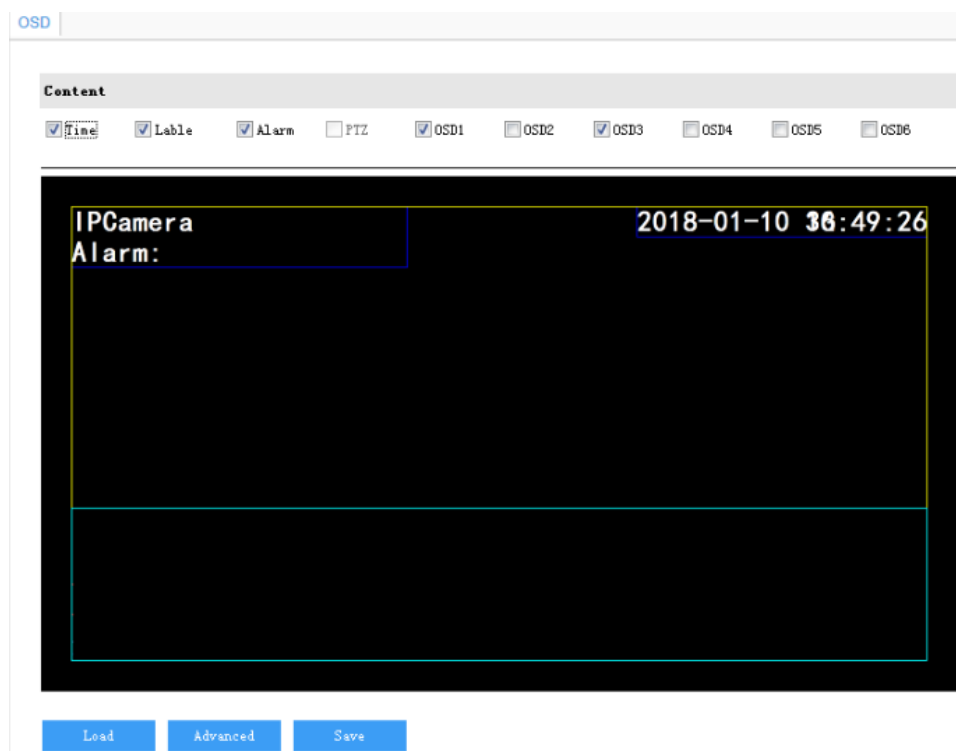 OSD
Content
Time Lable Alarm PTZ OSD1 OSD2 OSD3 OSD4 OSD5 OSD6
IPCamera 2018-01-10 :49:26
Alarm:
Load Advanced Save